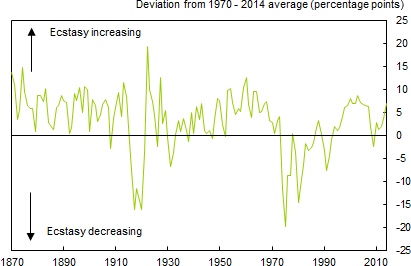 Deviation from 1970 - 2014 average (percentage points)
25
Ecstasy increasing
20
15
10
5
0
-5
-10
-15
Ecstasy decreasing
-20
-25
1870 1890 1910 1930 1950 1970 1990 2010